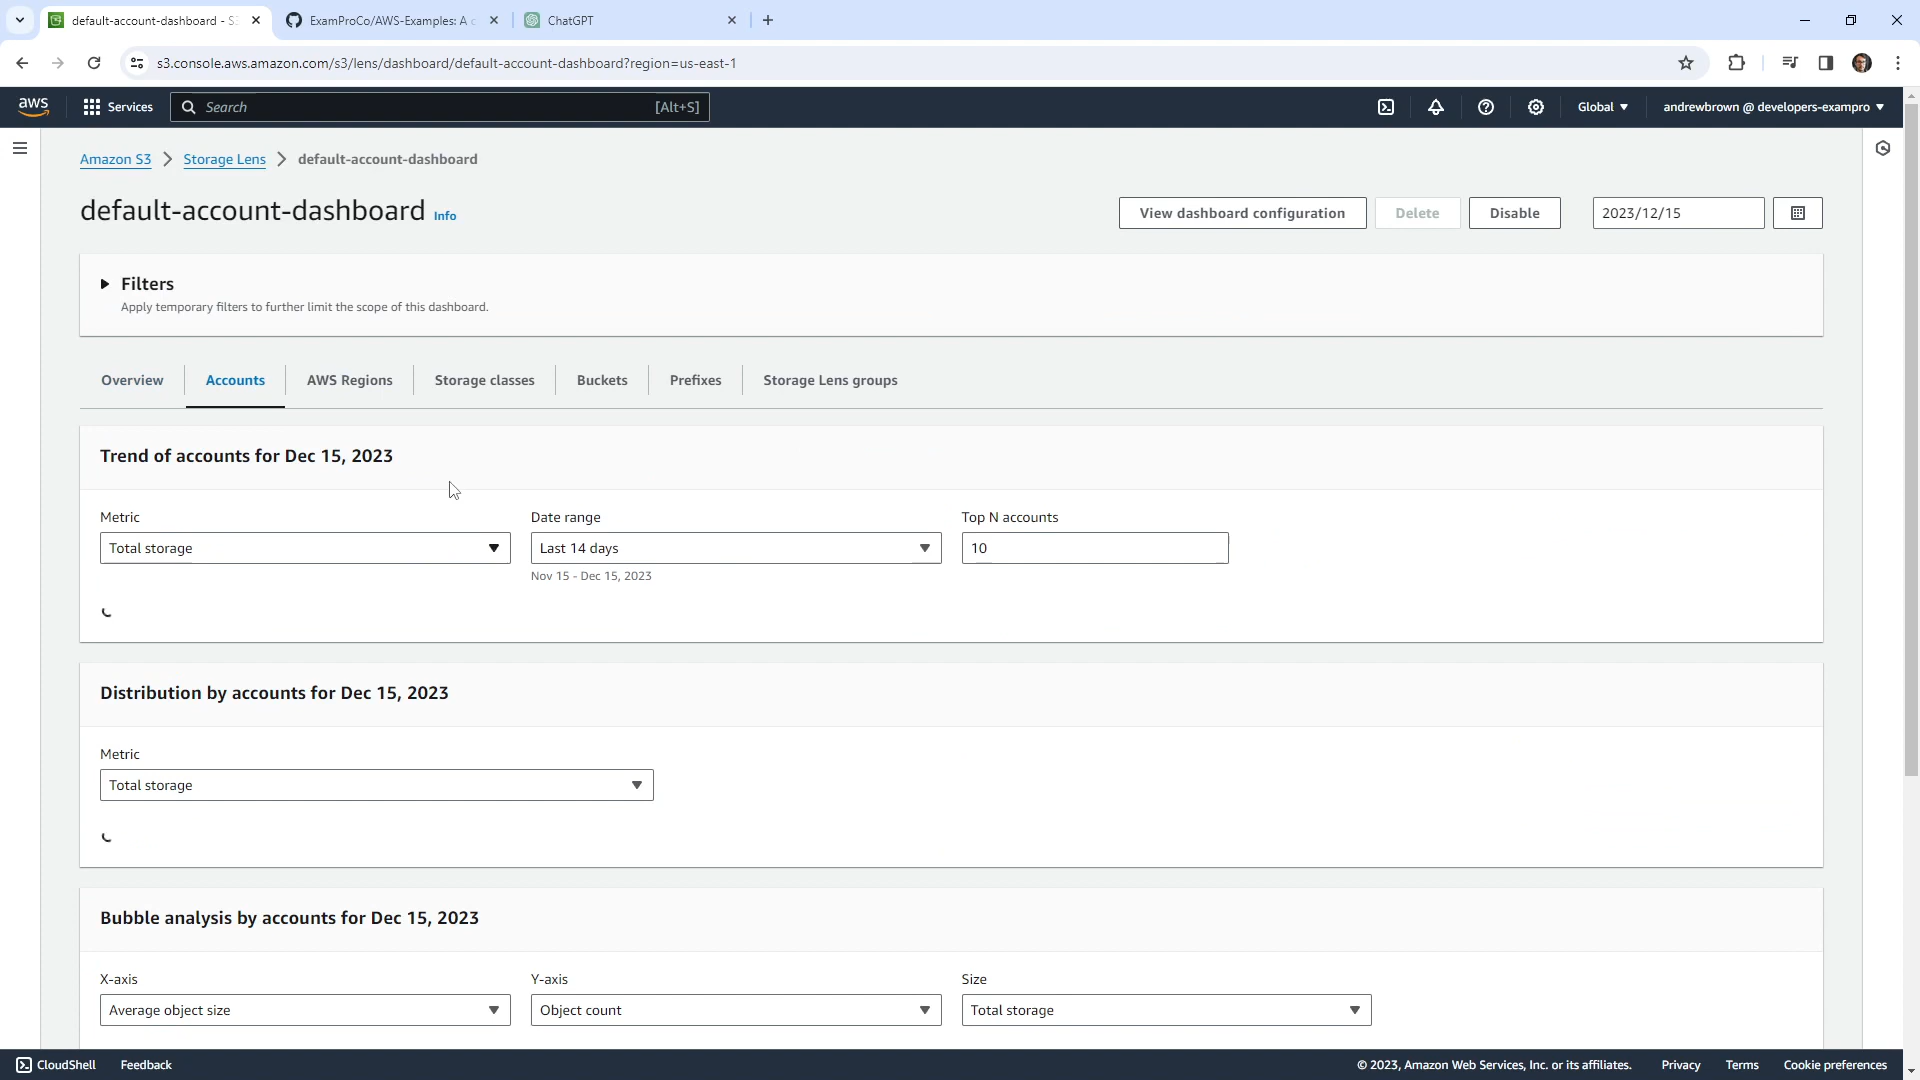 default-account-dashboard - S3
ExamProCo/AWS-Examples: A c
ChatGPT
s3.console.aws.amazon.com/s3/lens/dashboard/default-account-dashboard?region=us-east-1
aws
Services
Search
[Alt+S]
Global
andrewbrown @ developers-exampro
Amazon S3
Storage Lens
default-account-dashboard
default-account-dashboard Info
View dashboard configuration
Delete
Disable
2023/12/15
Filters
Apply temporary filters to further limit the scope of this dashboard.
Overview
Accounts
AWS Regions
Storage classes
Buckets
Prefixes
Storage Lens groups
Trend of accounts for Dec 15, 2023
Metric
Date range
Top N accounts
Total storage
Last 14 days
10
Nov 15 - Dec 15, 2023
Distribution by accounts for Dec 15, 2023
Metric
Total storage
Bubble analysis by accounts for Dec 15, 2023
X-axis
Y-axis
Size
Average object size
Object count
Total storage
CloudShell
Feedback
© 2023, Amazon Web Services, Inc. or its affiliates.
Privacy
Terms
Cookie preferences